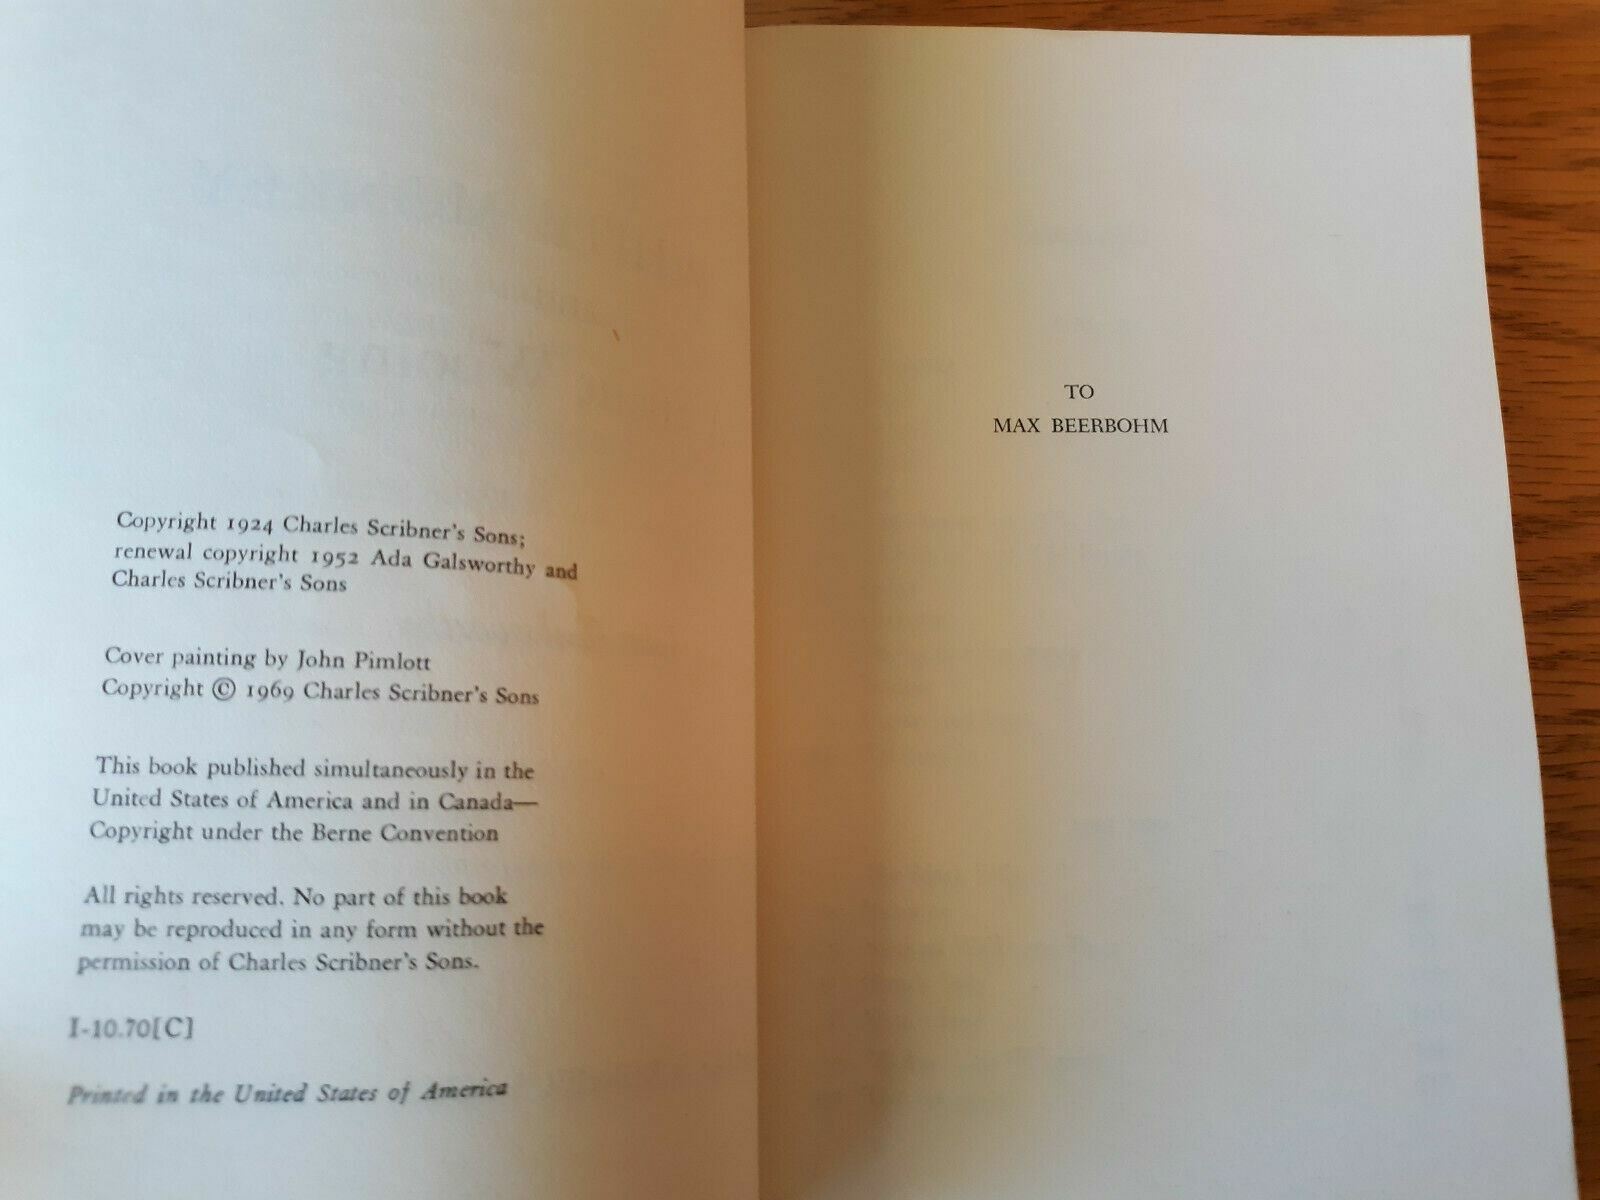 Copyright 1924 Charles Scribner's Sons;
renewal copyright 1952 Ada Galsworthy and
Charles Scribner's Sons
Cover painting by John Pimlott
Copyright © 1969 Charles Scribner's Sons
This book published simultaneously in the
United States of America and in Canada—
Copyright under the Berne Convention
All rights reserved. No part of this book
may be reproduced in any form without the
permission of Charles Scribner's Sons.
I-10.70[C]
Printed in the United States of America
TO
MAX BEERBOHM